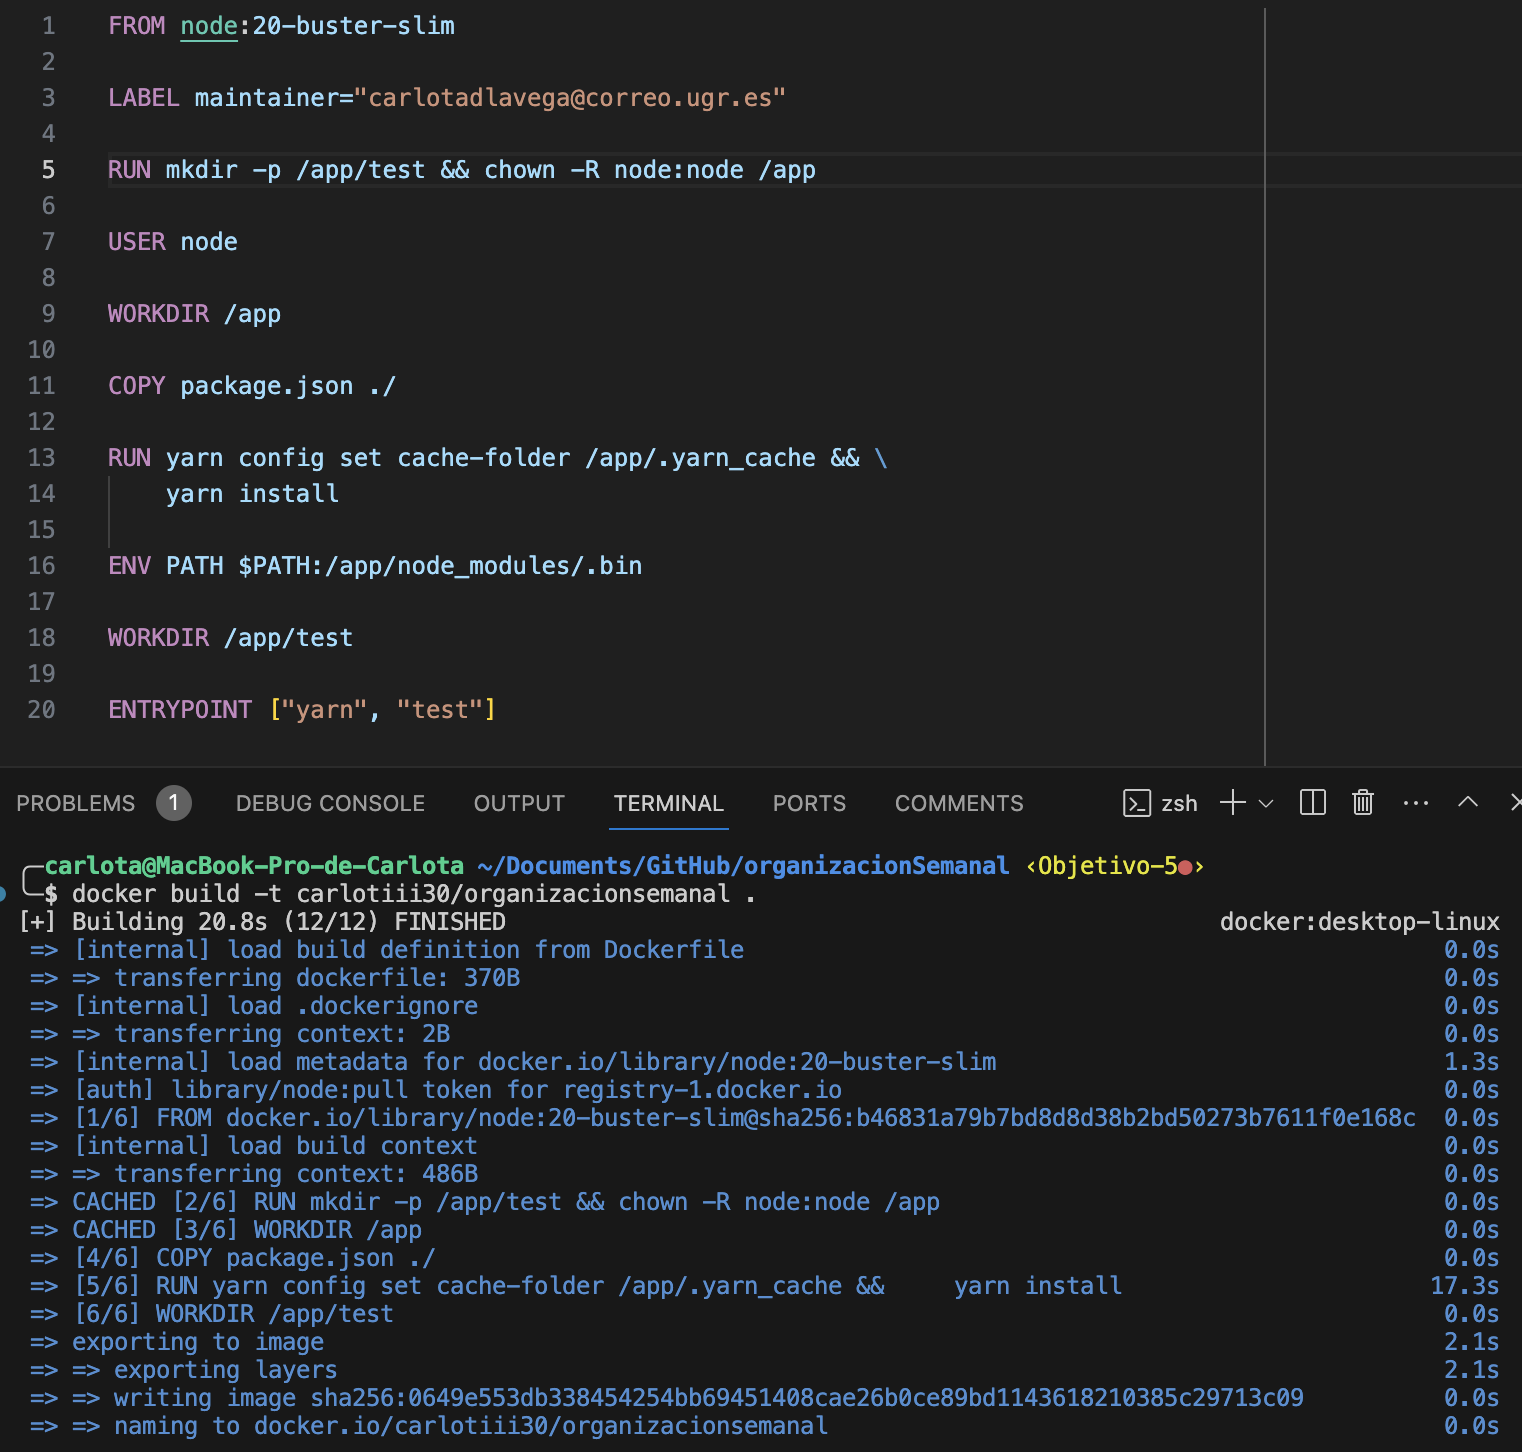 1 FROM node:20-buster-slim
2
3 LABEL maintainer="carlotadlavega@correo.ugr.es"
4
5 RUN mkdir -p /app/test && chown -R node:node /app
6
7 USER node
8
9 WORKDIR /app
10
11 COPY package.json ./
12
13 RUN yarn config set cache-folder /app/.yarn_cache && \
14 yarn install
15
16 ENV PATH $PATH:/app/node_modules/.bin
17
18 WORKDIR /app/test
19
20 ENTRYPOINT ["yarn", "test"]
PROBLEMS 1 DEBUG CONSOLE OUTPUT TERMINAL PORTS COMMENTS zsh
carlota@MacBook-Pro-de-Carlota ~/Documents/GitHub/organizacionSemanal ‹Objetivo-5●›
$ docker build -t carlotiii30/organizacionsemanal .
[+] Building 20.8s (12/12) FINISHED docker:desktop-linux
=> [internal] load build definition from Dockerfile 0.0s
=> => transferring dockerfile: 370B 0.0s
=> [internal] load .dockerignore 0.0s
=> => transferring context: 2B 0.0s
=> [internal] load metadata for docker.io/library/node:20-buster-slim 1.3s
=> [auth] library/node:pull token for registry-1.docker.io 0.0s
=> [1/6] FROM docker.io/library/node:20-buster-slim@sha256:b46831a79b7bd8d8d38b2bd50273b7611f0e168c 0.0s
=> [internal] load build context 0.0s
=> => transferring context: 486B 0.0s
=> CACHED [2/6] RUN mkdir -p /app/test && chown -R node:node /app 0.0s
=> CACHED [3/6] WORKDIR /app 0.0s
=> [4/6] COPY package.json ./ 0.0s
=> [5/6] RUN yarn config set cache-folder /app/.yarn_cache &&     yarn install 17.3s
=> [6/6] WORKDIR /app/test 0.0s
=> exporting to image 2.1s
=> => exporting layers 2.1s
=> => writing image sha256:0649e553db338454254bb69451408cae26b0ce89bd1143618210385c29713c09 0.0s
=> => naming to docker.io/carlotiii30/organizacionsemanal 0.0s